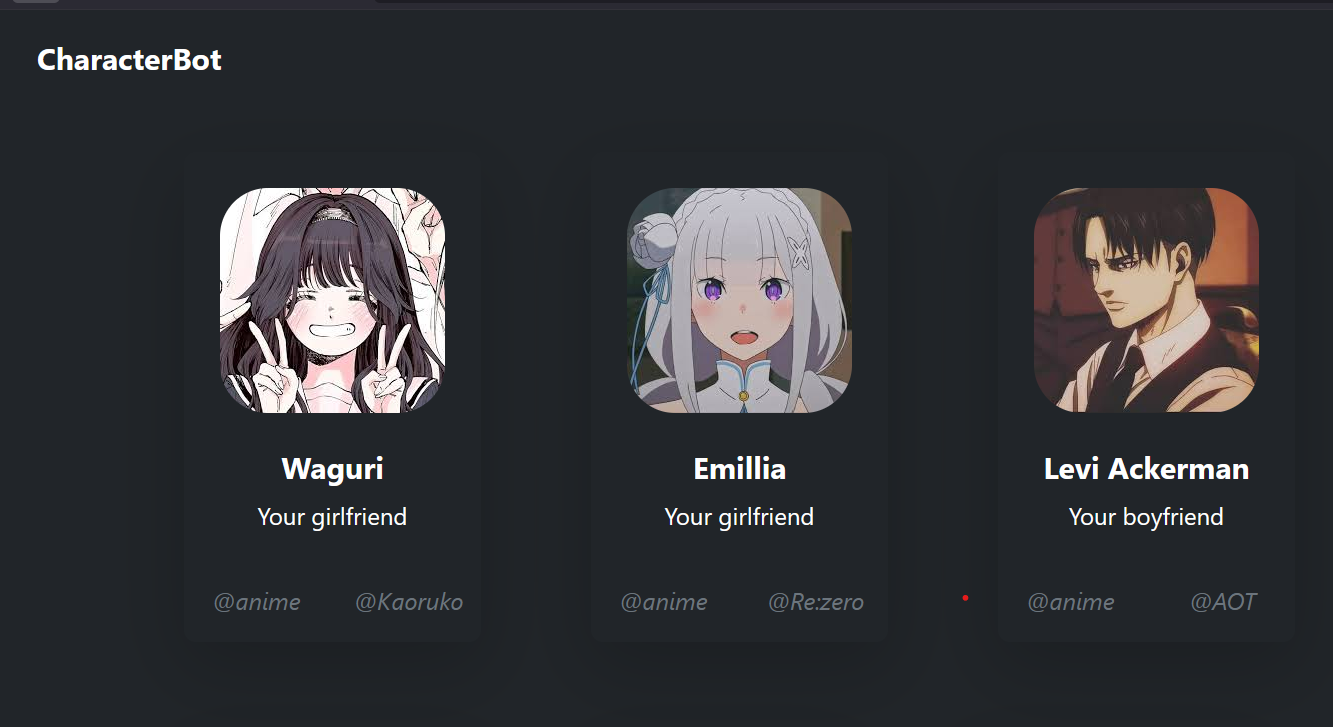 CharacterBot
Waguri
Emillia
Levi Ackerman
Your girlfriend
Your girlfriend
Your boyfriend
@anime @Kaoruko
@anime @Re:zero
@anime @AOT